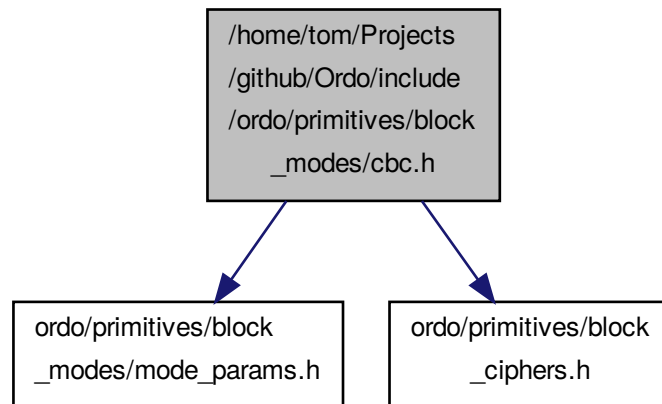 /home/tom/Projects
/github/Ordo/include
/ordo/primitives/block
_modes/cbc.h
ordo/primitives/block
_modes/mode_params.h
ordo/primitives/block
_ciphers.h